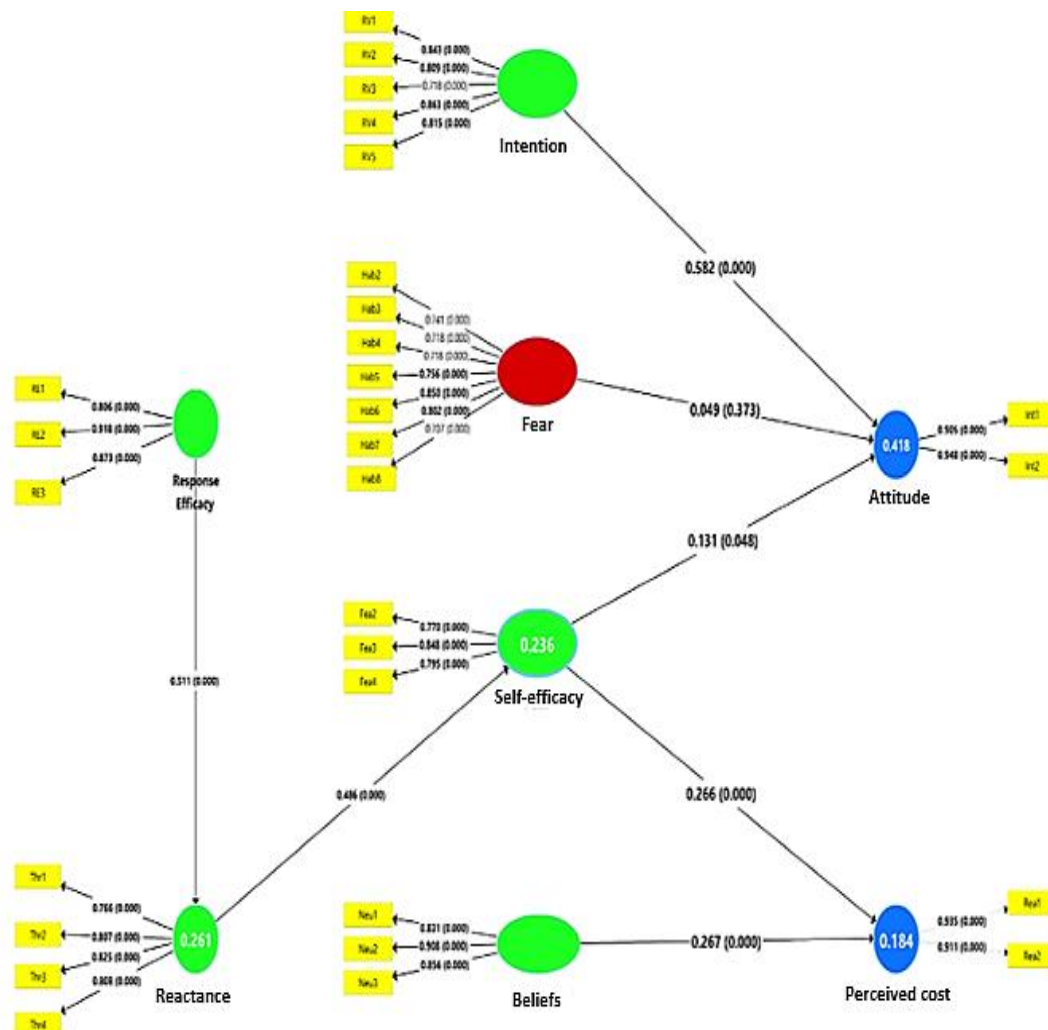 RV1
0.843 (0.000)
RV2
0.809 (0.000)
RV3
0.718 (0.000)
RV4
0.863 (0.000)
RV5
0.815 (0.000)
Intention
0.582 (0.000)
Hab2
0.741 (0.000)
Hab3
0.718 (0.000)
Hab4
0.718 (0.000)
Hab5
0.756 (0.000)
Hab6
0.850 (0.000)
Hab7
0.802 (0.000)
Hab8
0.707 (0.000)
Fear
0.049 (0.373)
0.418
Attitude
Int1
0.905 (0.000)
Int2
0.948 (0.000)
RE1
0.806 (0.000)
RE2
0.918 (0.000)
RE3
0.873 (0.000)
Response
Efficacy
0.511 (0.000)
0.131 (0.048)
Fea2
0.770 (0.000)
Fea3
0.848 (0.000)
Fea4
0.795 (0.000)
0.236
Self-efficacy
0.486 (0.000)
0.266 (0.000)
Thr1
0.766 (0.000)
Thr2
0.807 (0.000)
Thr3
0.825 (0.000)
Thr4
(0.000)
0.261
Reactance
Neu1
0.831 (0.000)
Neu2
0.908 (0.000)
Neu3
0.856 (0.000)
Beliefs
0.267 (0.000)
0.184
Perceived cost
Rea1
0.935 (0.000)
Rea2
0.911 (0.000)